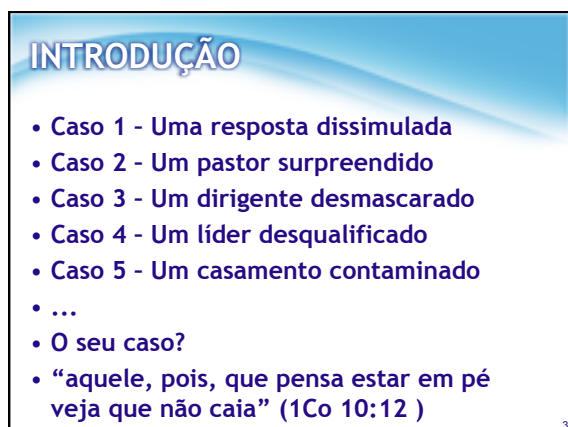 INTRODUÇÃO
• Caso 1 - Uma resposta dissimulada
• Caso 2 - Um pastor surpreendido
• Caso 3 - Um dirigente desmascarado
• Caso 4 - Um líder desqualificado
• Caso 5 - Um casamento contaminado
• ...
• O seu caso?
• “aquele, pois, que pensa estar em pé
veja que não caia” (1Co 10:12 )
3